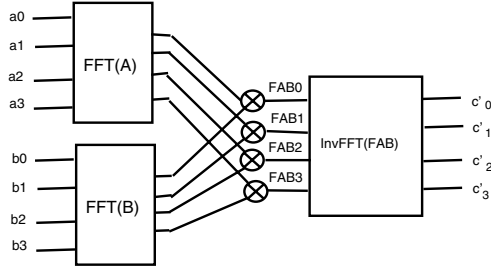 a0
a1
a2
a3
FFT(A)
b0
b1
b2
b3
FFT(B)
FAB0
FAB1
FAB2
FAB3
InvFFT(FAB)
c'0
c'1
c'2
c'3